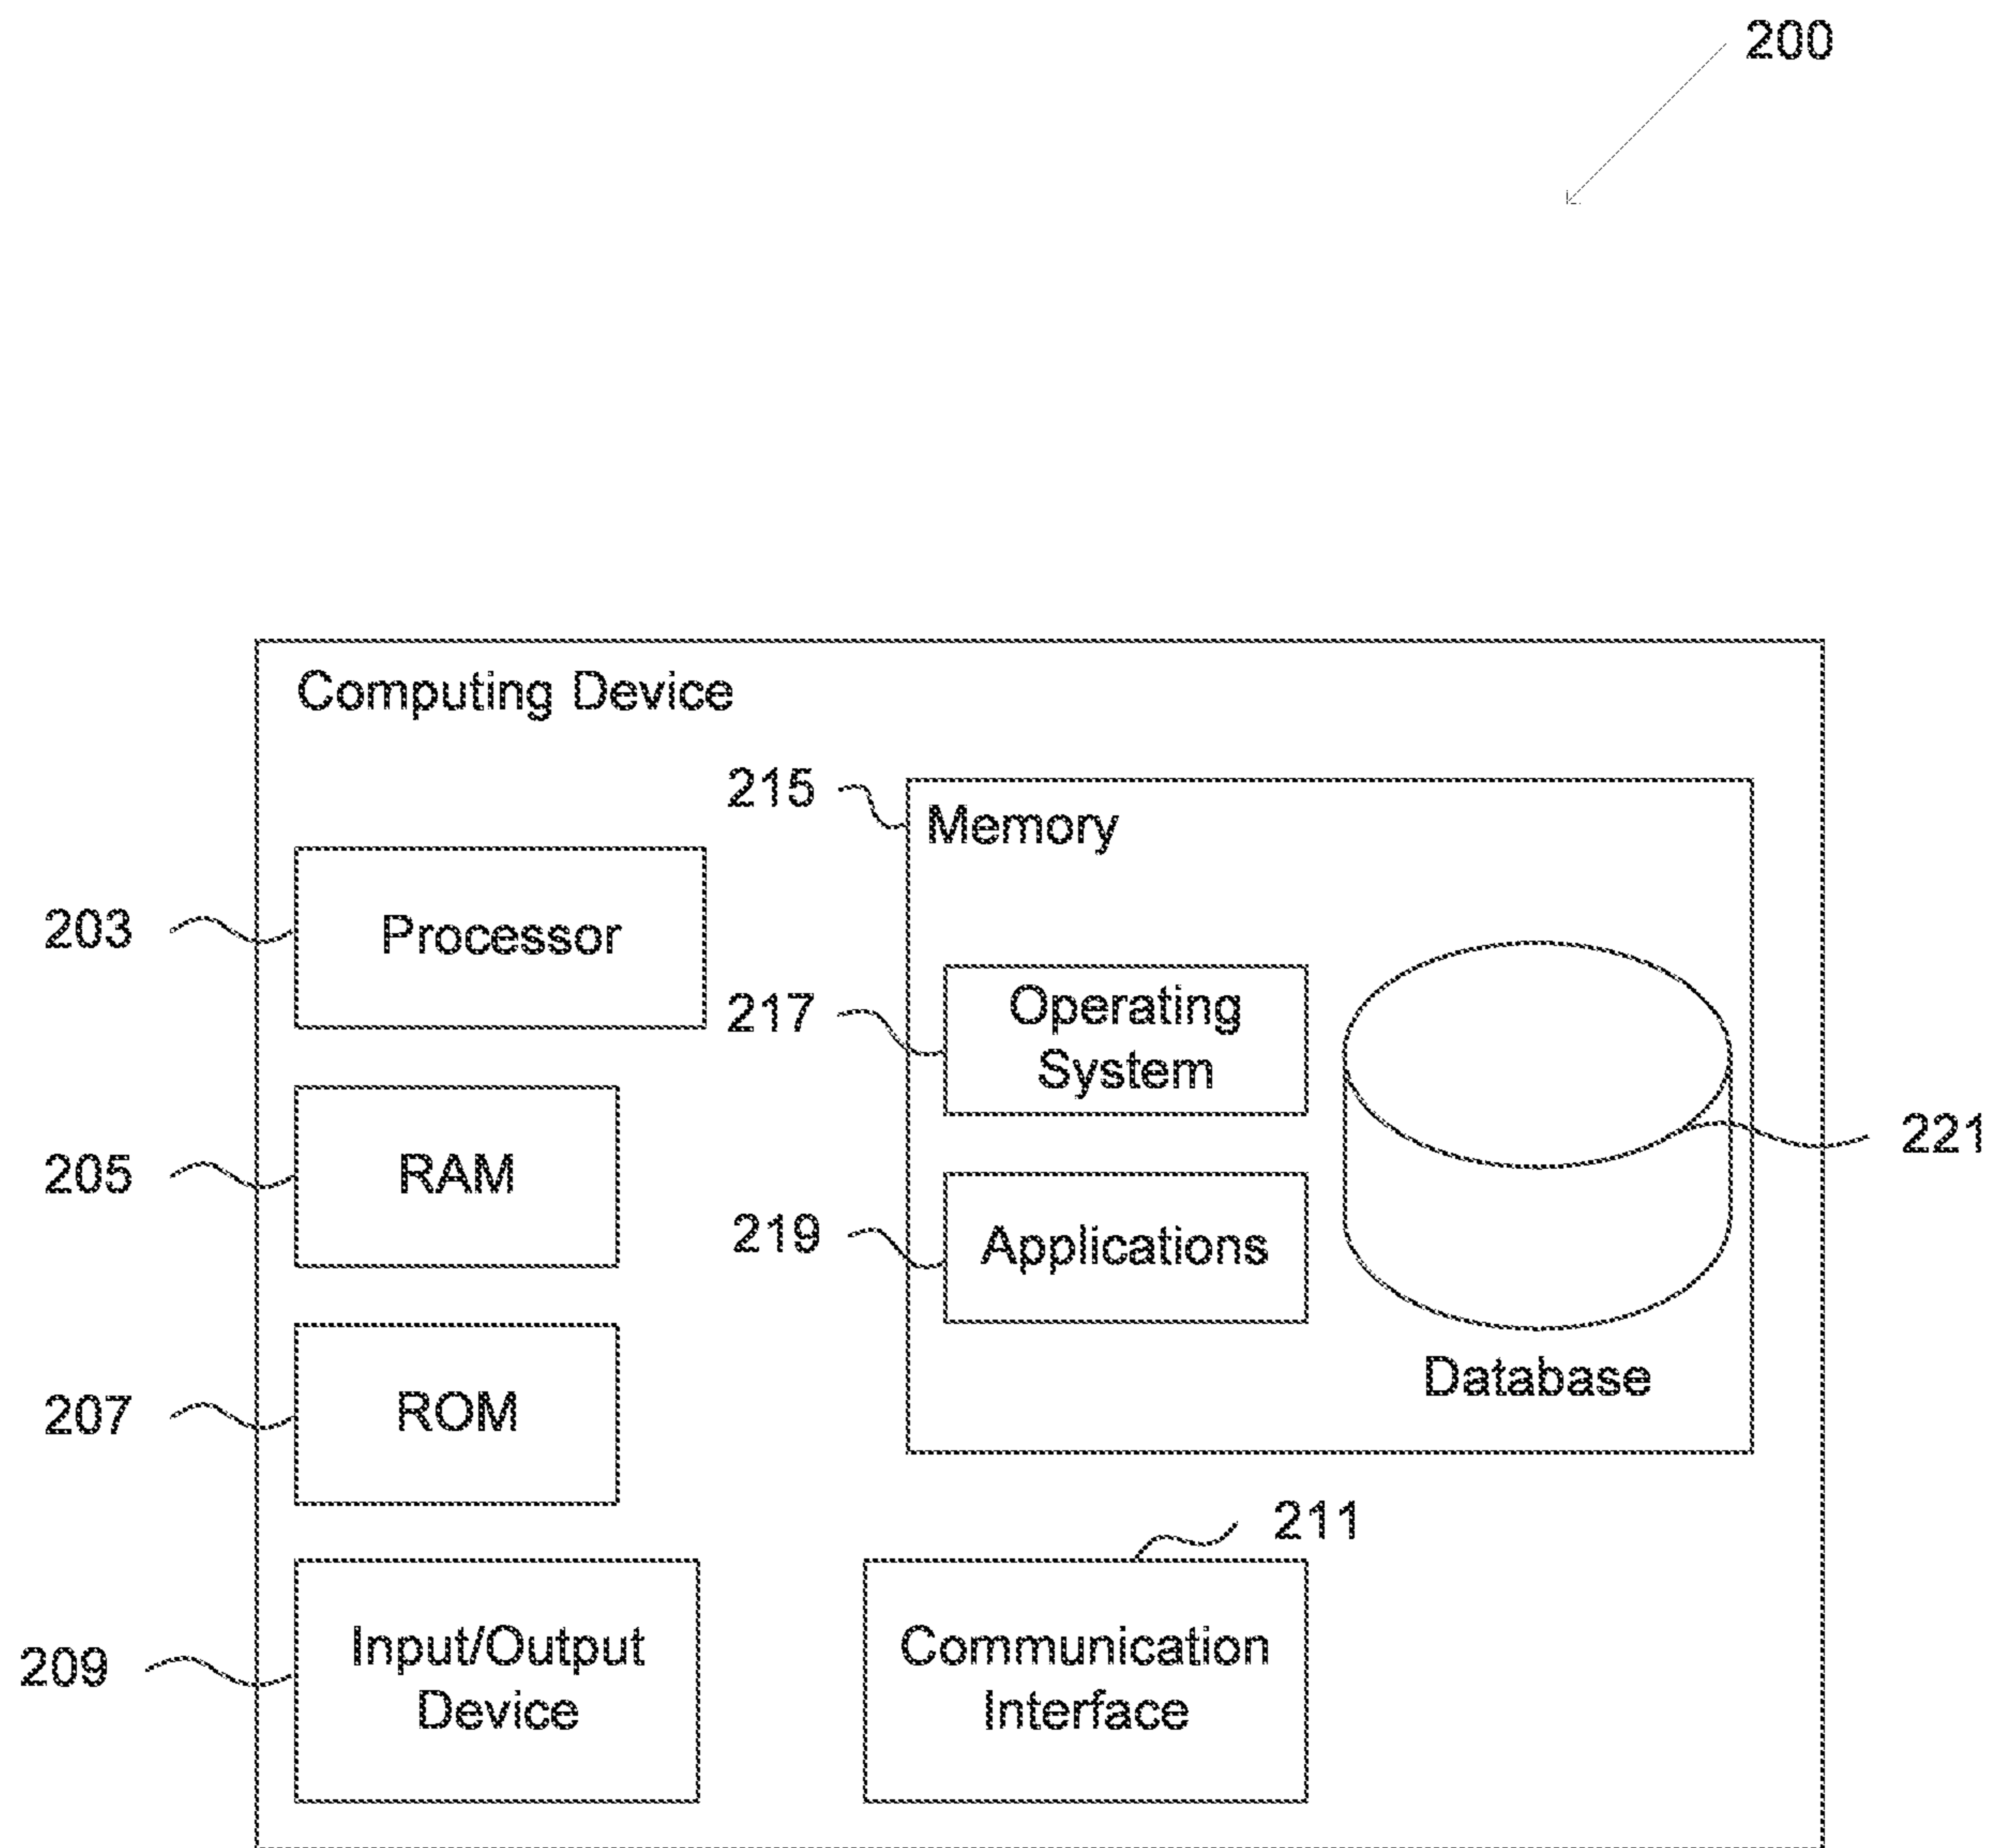 200
Computing Device
215
Memory
203
Processor
217
Operating
System
221
205
RAM
219
Applications
207
ROM
Database
211
209
Input/Output
Device
Communication
Interface